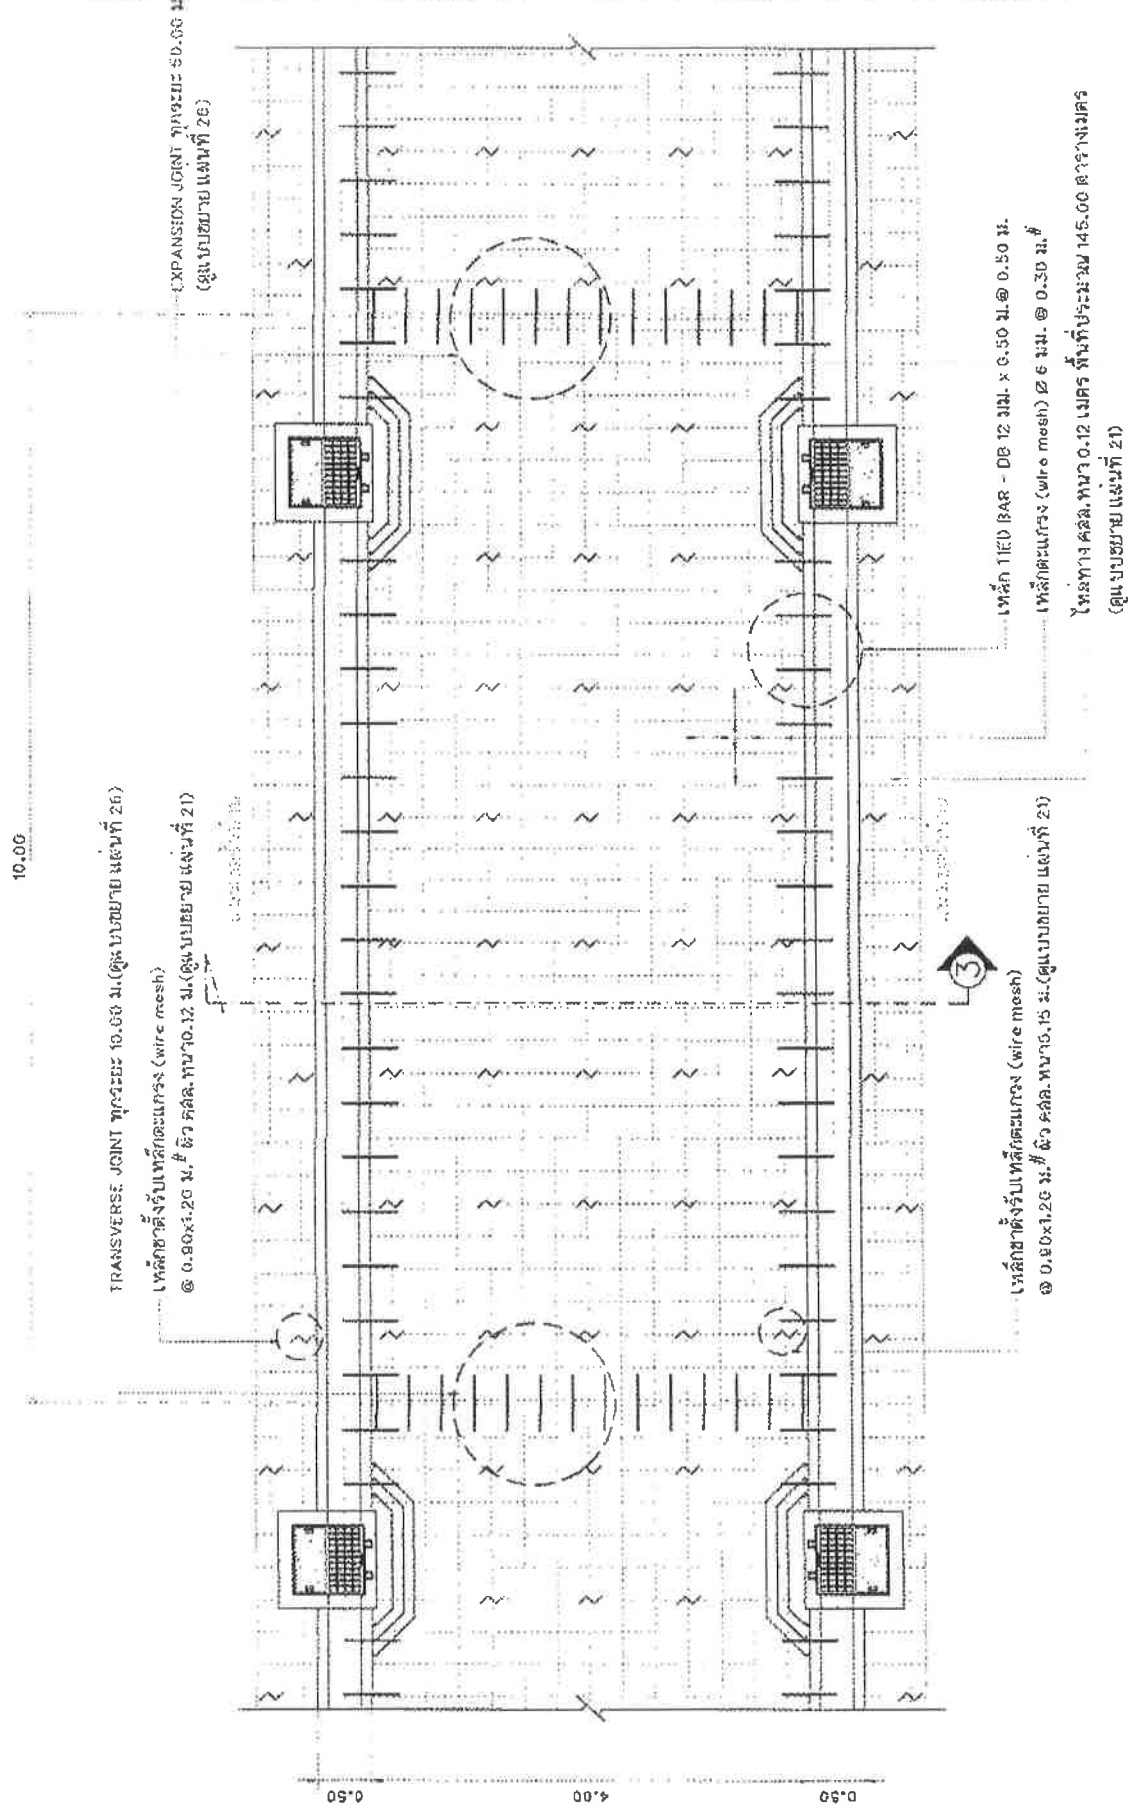 10.00
EXPANSION JOINT ทุกระยะ 60.00 ม
(ดูแบบขยาย แผ่นที่ 26)
TRANSVERSE JOINT ทุกระยะ 10.00 ม.(ดูแบบขยาย แผ่นที่ 26)
เหล็กขาตั้งรับเหล็กตะแกรง (wire mesh)
@ 0.90x1.20 ม.# ผิว คสล.หนา0.12 ม.(ดูแบบขยาย แผ่นที่ 21)
เหล็ก TIED BAR - DB 12 มม. x 0.50 ม.@ 0.50 ม.
เหล็กตะแกรง (wire mesh) Ø 6 มม. @ 0.30 ม.#
ไหล่ทาง คสล.หนา 0.12 เมตร พื้นที่ประมาณ 145.00 ตารางเมตร
(ดูแบบขยาย แผ่นที่ 21)
3
เหล็กขาตั้งรับเหล็กตะแกรง (wire mesh)
@ 0.90x1.20 ม.# ผิว คสล.หนา0.15 ม.(ดูแบบขยาย แผ่นที่ 21)
0.50
4.00
0.50